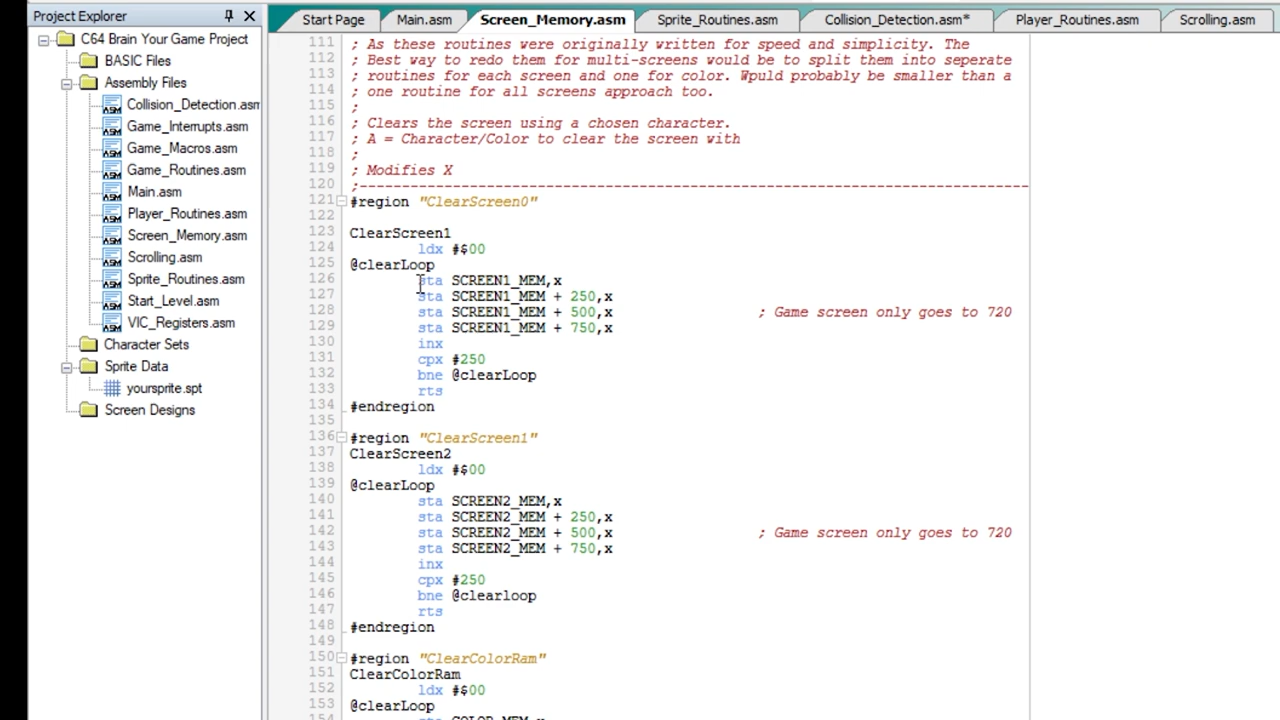 Project Explorer
C64 Brain Your Game Project
BASIC Files
Assembly Files
Collision_Detection.asm
Game_Interrupts.asm
Game_Macros.asm
Game_Routines.asm
Main.asm
Player_Routines.asm
Screen_Memory.asm
Scrolling.asm
Sprite_Routines.asm
Start_Level.asm
VIC_Registers.asm
Character Sets
Sprite Data
yoursprite.spt
Screen Designs
Start Page Main.asm Screen_Memory.asm Sprite_Routines.asm Collision_Detection.asm* Player_Routines.asm Scrolling.asm
111 ; As these routines were originally written for speed and simplicity. The
112 ; Best way to redo them for multi-screens would be to split them into seperate
113 ; routines for each screen and one for color. Wpuld probably be smaller than a
114 ; one routine for all screens approach too.
115 ;
116 ; Clears the screen using a chosen character.
117 ; A = Character/Color to clear the screen with
118 ;
119 ; Modifies X
120 ;-------------------------------------------------------------------------------
121 #region "ClearScreen0"
122
123 ClearScreen1
124 ldx #$00
125 @clearLoop
126 sta SCREEN1_MEM,x
127 sta SCREEN1_MEM + 250,x
128 sta SCREEN1_MEM + 500,x ; Game screen only goes to 720
129 sta SCREEN1_MEM + 750,x
130 inx
131 cpx #250
132 bne @clearLoop
133 rts
134 #endregion
135
136 #region "ClearScreen1"
137 ClearScreen2
138 ldx #$00
139 @clearLoop
140 sta SCREEN2_MEM,x
141 sta SCREEN2_MEM + 250,x
142 sta SCREEN2_MEM + 500,x ; Game screen only goes to 720
143 sta SCREEN2_MEM + 750,x
144 inx
145 cpx #250
146 bne @clearloop
147 rts
148 #endregion
149
150 #region "ClearColorRam"
151 ClearColorRam
152 ldx #$00
153 @clearLoop
154 sta COLOR_MEM,x